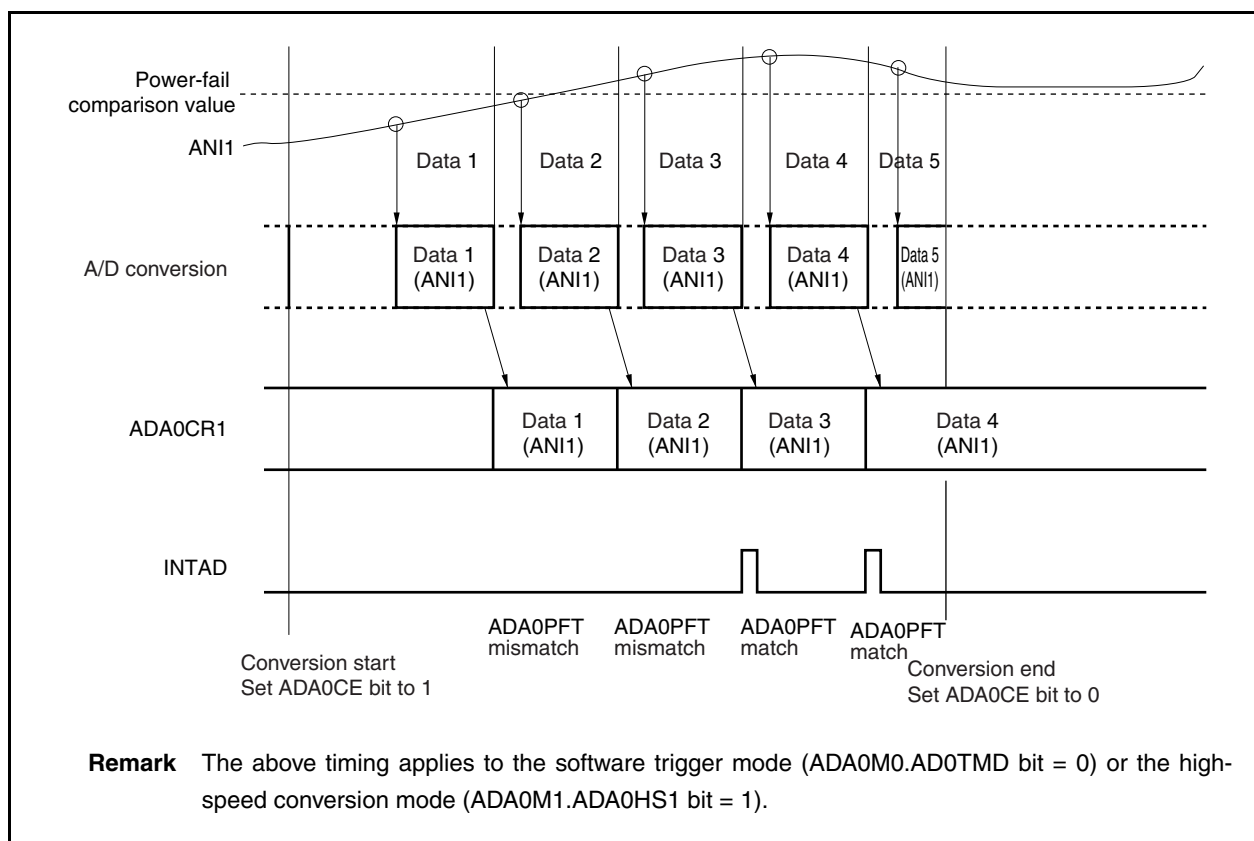 Power-fail
comparison value
ANI1
Data 1
Data 2
Data 3
Data 4
Data 5
A/D conversion
Data 1
(ANI1)
Data 2
(ANI1)
Data 3
(ANI1)
Data 4
(ANI1)
Data 5
(ANI1)
ADA0CR1
Data 1
(ANI1)
Data 2
(ANI1)
Data 3
(ANI1)
Data 4
(ANI1)
INTAD
ADA0PFT
mismatch
ADA0PFT
mismatch
ADA0PFT
match
ADA0PFT
match
Conversion start
Set ADA0CE bit to 1
Conversion end
Set ADA0CE bit to 0
Remark The above timing applies to the software trigger mode (ADA0M0.AD0TMD bit = 0) or the high-
speed conversion mode (ADA0M1.ADA0HS1 bit = 1).